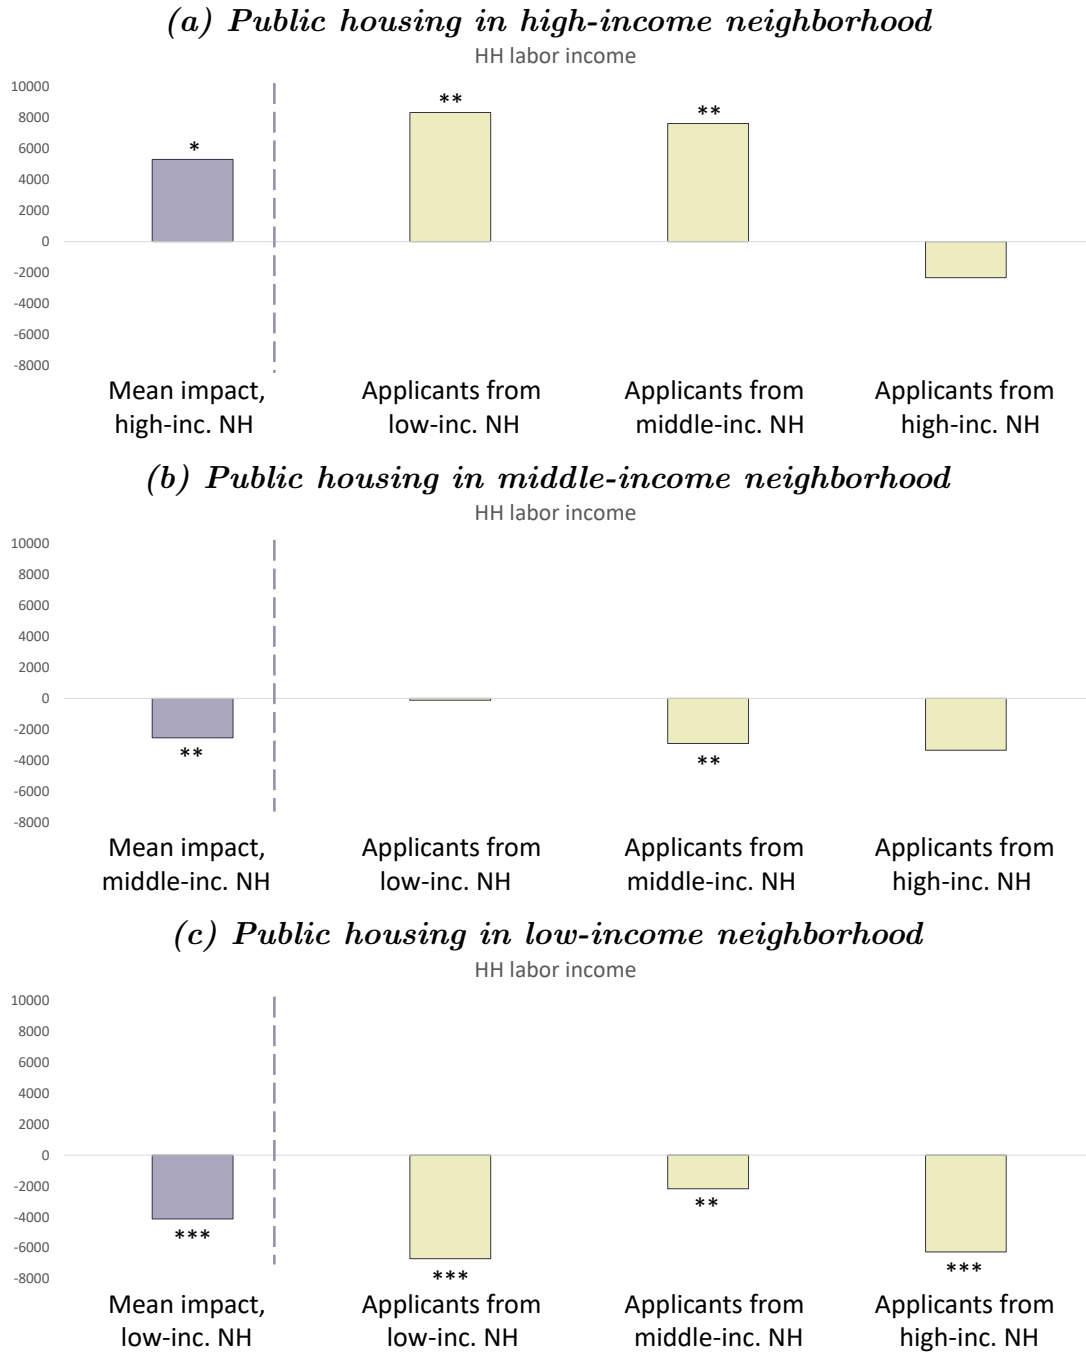 (a) Public housing in high-income neighborhood
HH labor income
10000
8000
6000
4000
2000
0
-2000
-4000
-6000
-8000
*
**
**
Mean impact, high-inc. NH
Applicants from low-inc. NH
Applicants from middle-inc. NH
Applicants from high-inc. NH
(b) Public housing in middle-income neighborhood
HH labor income
10000
8000
6000
4000
2000
0
-2000
-4000
-6000
-8000
**
**
Mean impact, middle-inc. NH
Applicants from low-inc. NH
Applicants from middle-inc. NH
Applicants from high-inc. NH
(c) Public housing in low-income neighborhood
HH labor income
10000
8000
6000
4000
2000
0
-2000
-4000
-6000
-8000
***
***
**
***
Mean impact, low-inc. NH
Applicants from low-inc. NH
Applicants from middle-inc. NH
Applicants from high-inc. NH